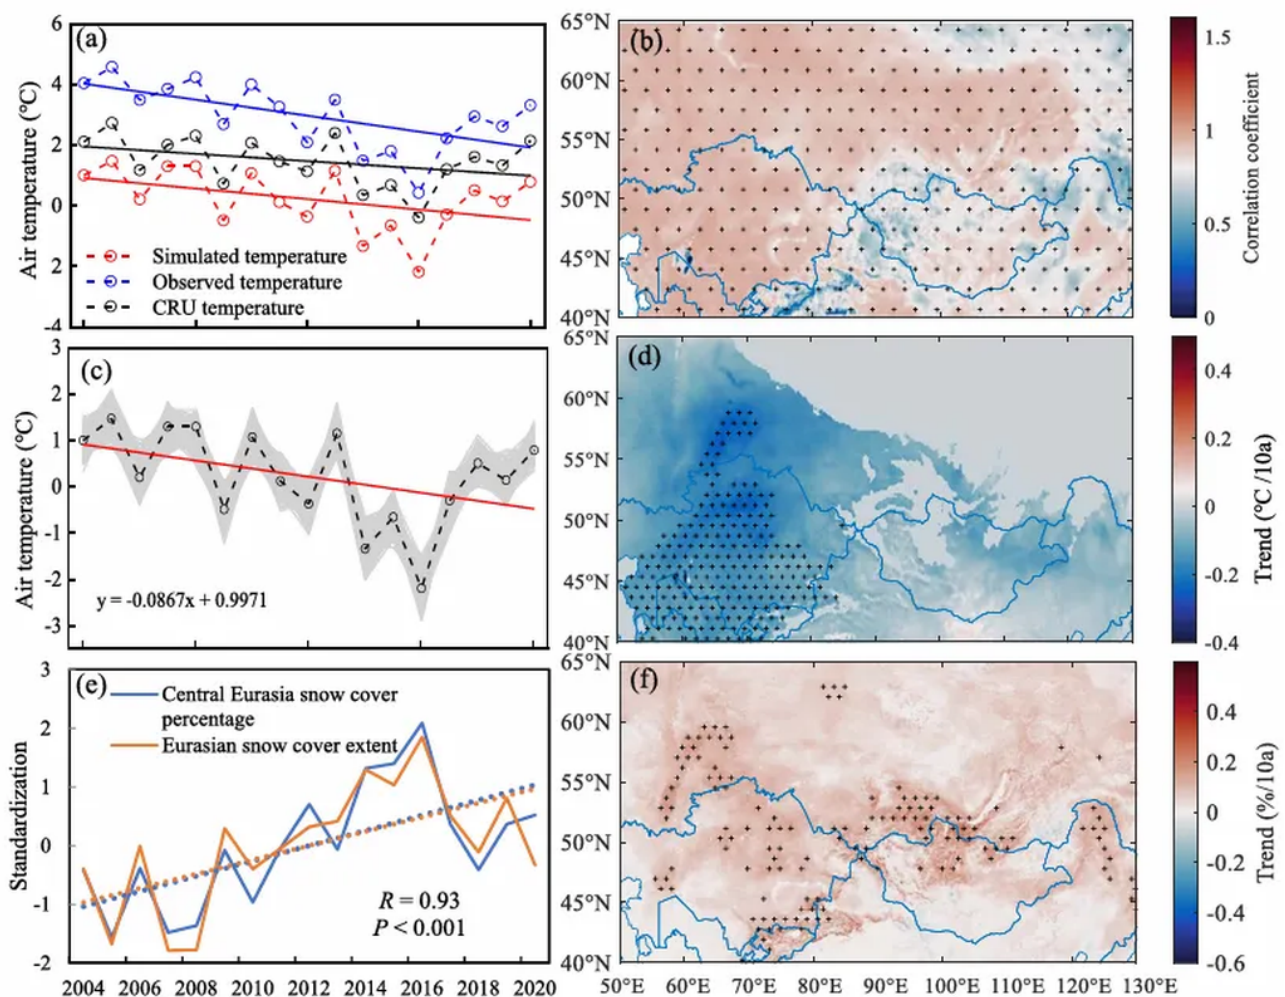 (a)
6
4
2
0
2
-4
Air temperature (°C)
Simulated temperature
Observed temperature
CRU temperature
(b)
65°N
60°N
55°N
50°N
45°N
40°N
1.5
1
0.5
0
Correlation coefficient
(c)
3
2
1
0
-1
-2
-3
Air temperature (°C)
y = -0.0867x + 0.9971
(d)
65°N
60°N
55°N
50°N
45°N
40°N
0.4
0.2
0
-0.2
-0.4
Trend (°C /10a)
(e)
3
2
1
0
-1
-2
Standardization
Central Eurasia snow cover
percentage
Eurasian snow cover extent
R = 0.93
P < 0.001
2004 2006 2008 2010 2012 2014 2016 2018 2020
(f)
65°N
60°N
55°N
50°N
45°N
40°N
50°E 60°E 70°E 80°E 90°E 100°E 110°E 120°E 130°E
0.4
0.2
0
-0.2
-0.4
-0.6
Trend (%/10a)